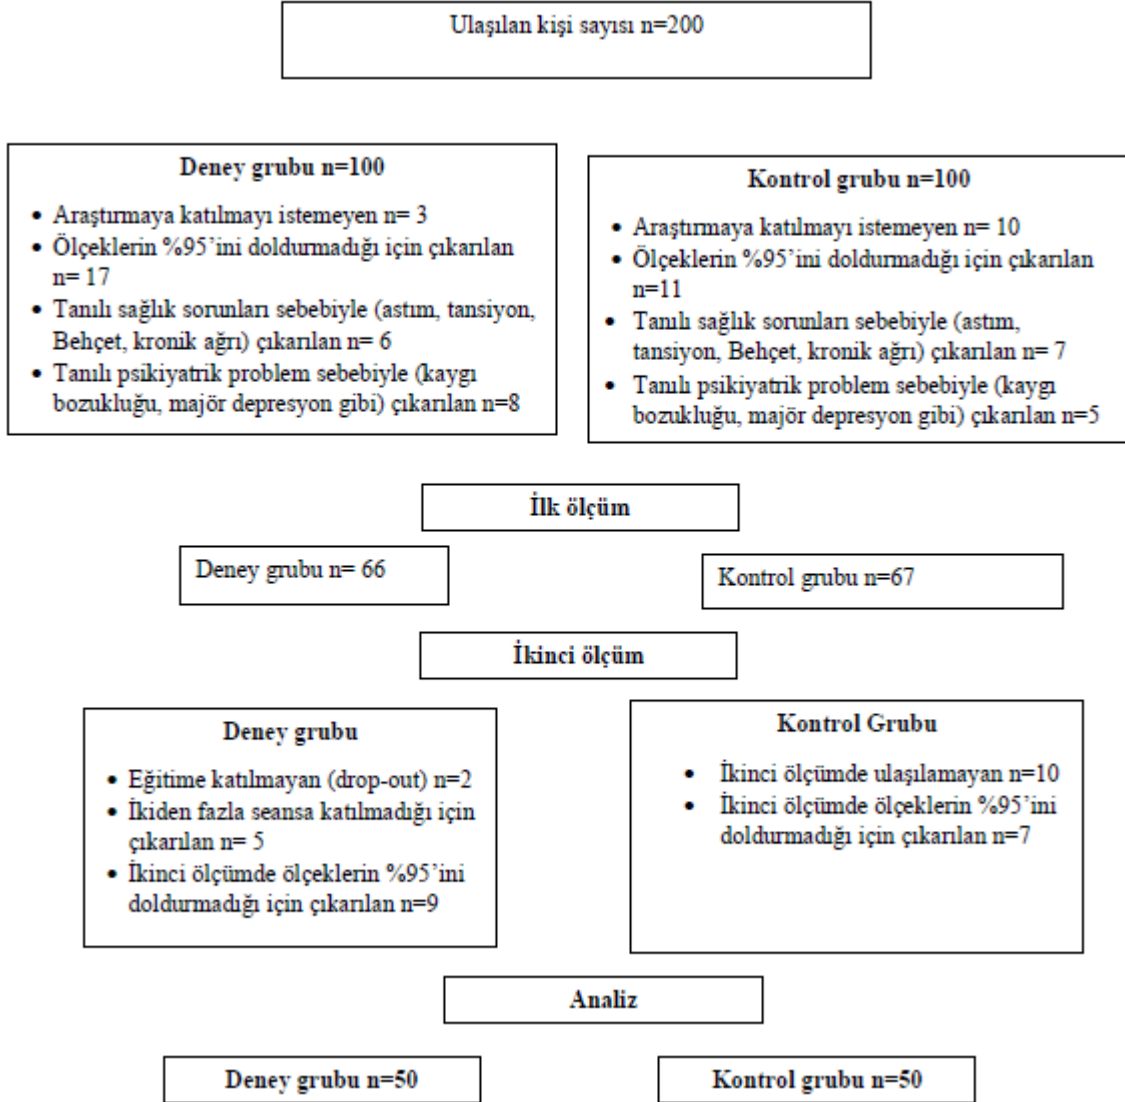 Ulaşılan kişi sayısı n=200
Deney grubu n=100
• Araştırmaya katılmayı istemeyen n= 3
• Ölçeklerin %95’ini doldurmadığı için çıkarılan
n= 17
• Tanılı sağlık sorunları sebebiyle (astım, tansiyon,
Behçet, kronik ağrı) çıkarılan n= 6
• Tanılı psikiyatrik problem sebebiyle (kaygı
bozukluğu, majör depresyon gibi) çıkarılan n=8
Kontrol grubu n=100
• Araştırmaya katılmayı istemeyen n= 10
• Ölçeklerin %95’ini doldurmadığı için çıkarılan
n=11
• Tanılı sağlık sorunları sebebiyle (astım,
tansiyon, Behçet, kronik ağrı) çıkarılan n= 7
• Tanılı psikiyatrik problem sebebiyle (kaygı
bozukluğu, majör depresyon gibi) çıkarılan n=5
İlk ölçüm
Deney grubu n= 66
Kontrol grubu n=67
İkinci ölçüm
Deney grubu
• Eğitime katılmayan (drop-out) n=2
• İkiden fazla seansa katılmadığı için
çıkarılan n= 5
• İkinci ölçümde ölçeklerin %95’ini
doldurmadığı için çıkarılan n=9
Kontrol Grubu
• İkinci ölçümde ulaşılamayan n=10
• İkinci ölçümde ölçeklerin %95’ini
doldurmadığı için çıkarılan n=7
Analiz
Deney grubu n=50
Kontrol grubu n=50